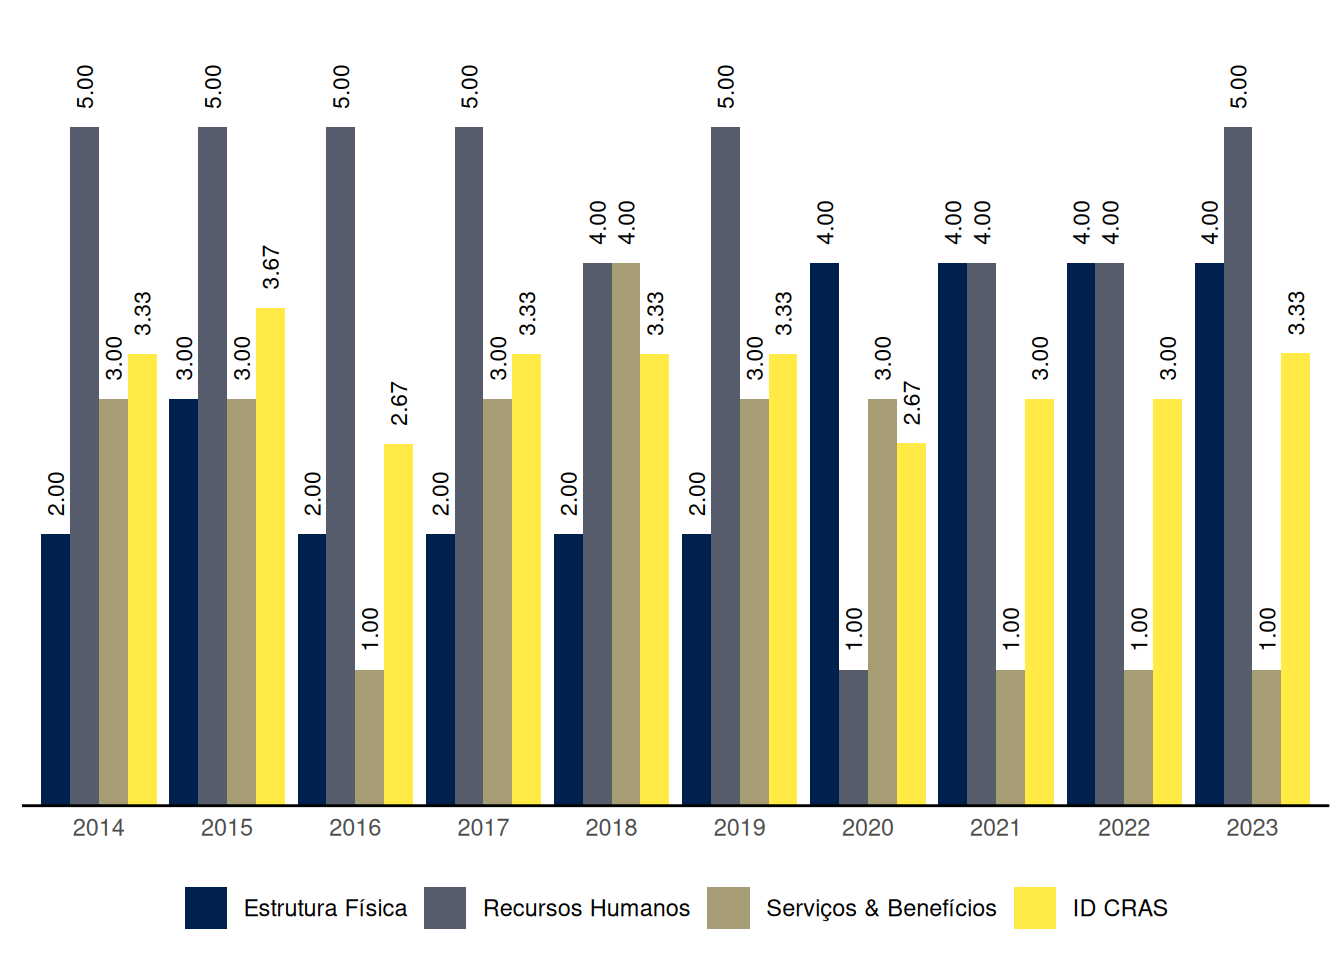 5.00 5.00 5.00 5.00 5.00 5.00
4.00 4.00 4.00 4.00 4.00 4.00 4.00 4.00
3.67
3.33 3.33 3.33 3.33 3.33
3.00 3.00 3.00 3.00 3.00 3.00 3.00 3.00
2.67 2.67
2.00 2.00 2.00 2.00 2.00
1.00 1.00 1.00 1.00 1.00
2014 2015 2016 2017 2018 2019 2020 2021 2022 2023
Estrutura Física Recursos Humanos Serviços & Benefícios ID CRAS